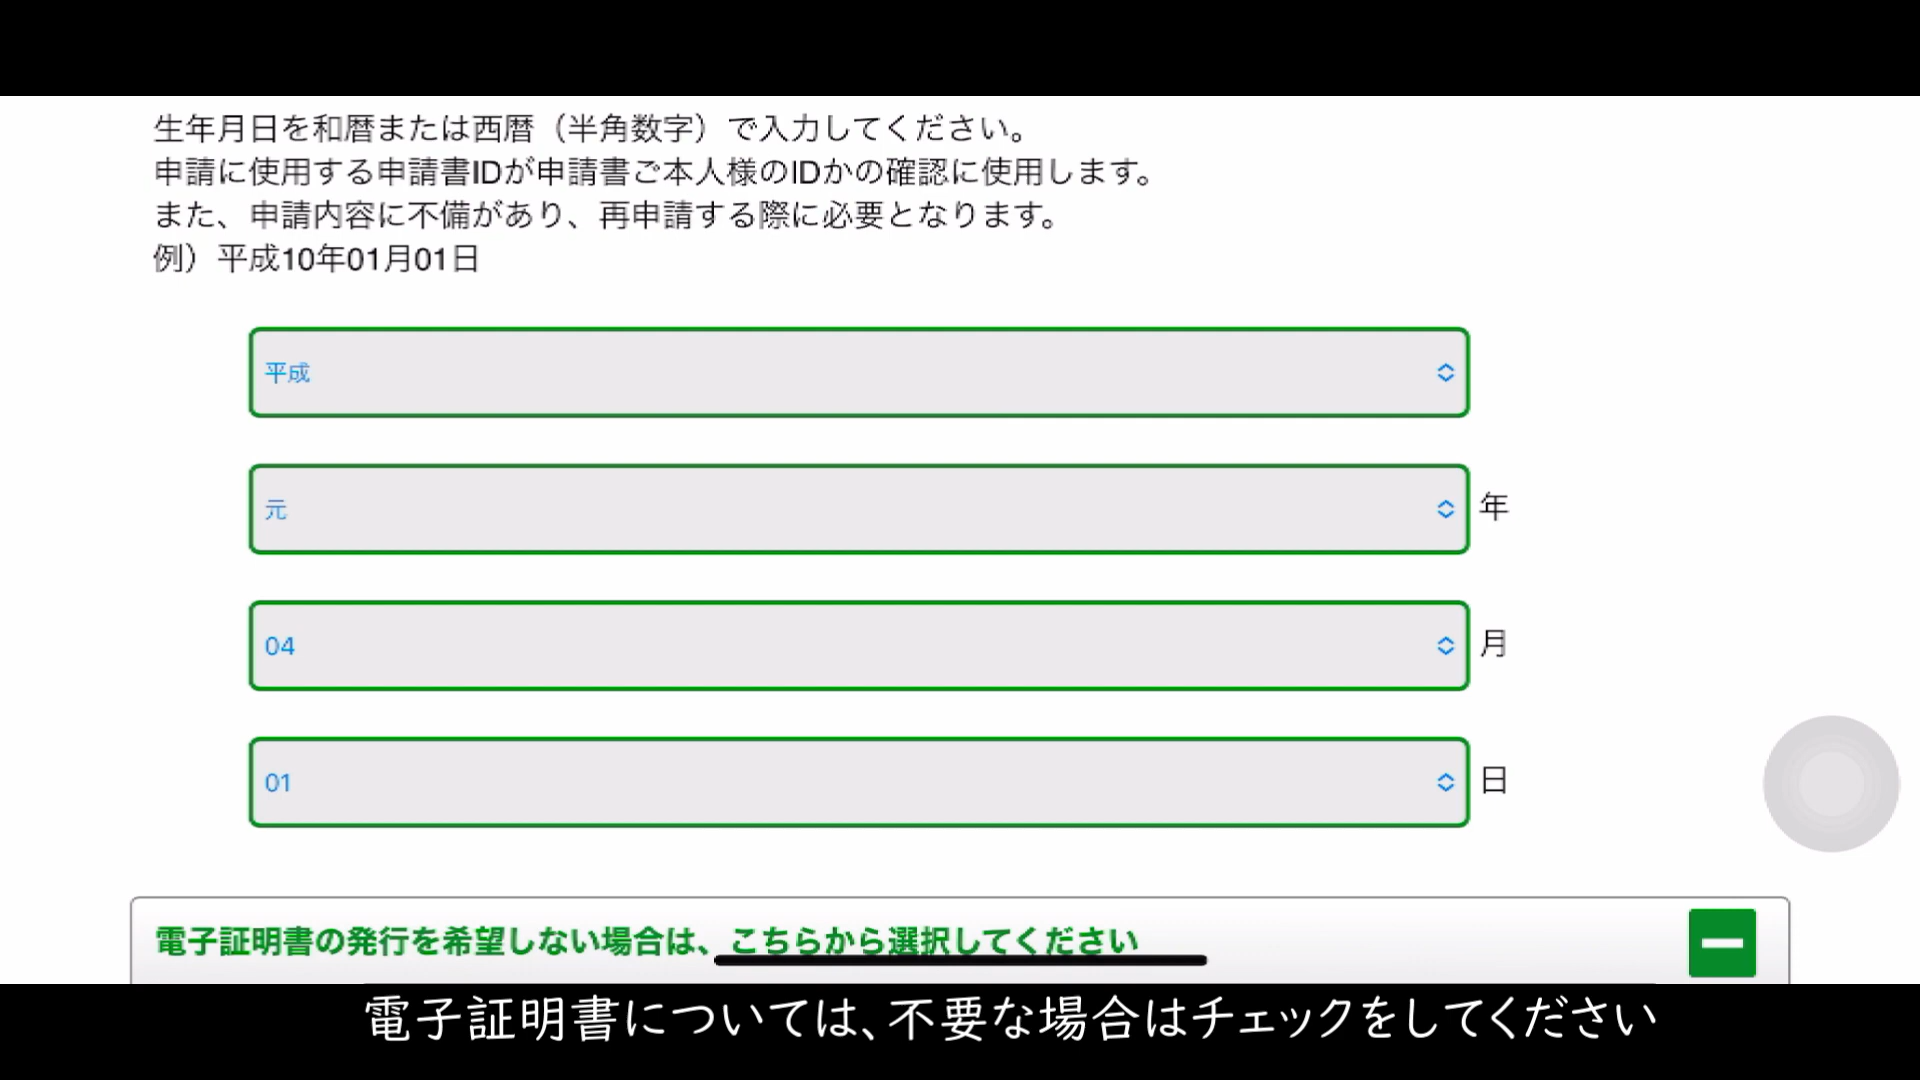 生年月日を和暦または西暦（半角数字）で入力してください。
申請に使用する申請書IDが申請書ご本人様のIDかの確認に使用します。
また、申請内容に不備があり、再申請する際に必要となります。
例）平成10年01月01日
平成
元 年
04 月
01 日
電子証明書の発行を希望しない場合は、こちらから選択してください
電子証明書については、不要な場合はチェックをしてください